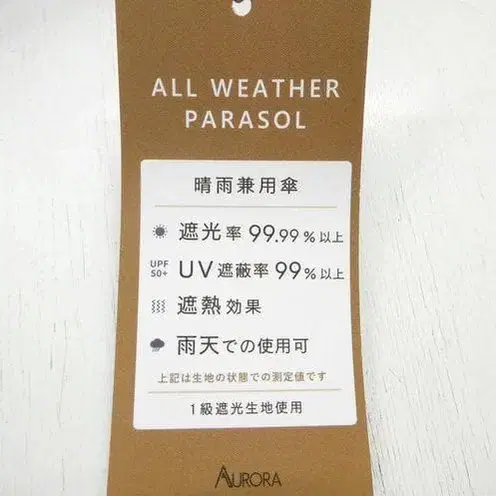 ALL WEATHER
PARASOL
晴雨兼用傘
遮光率 99.99%以上
UPF
50+
UV遮蔽率 99%以上
遮熱効果
雨天での使用可
上記は生地の状態での測定値です
1級遮光生地使用
AURORA